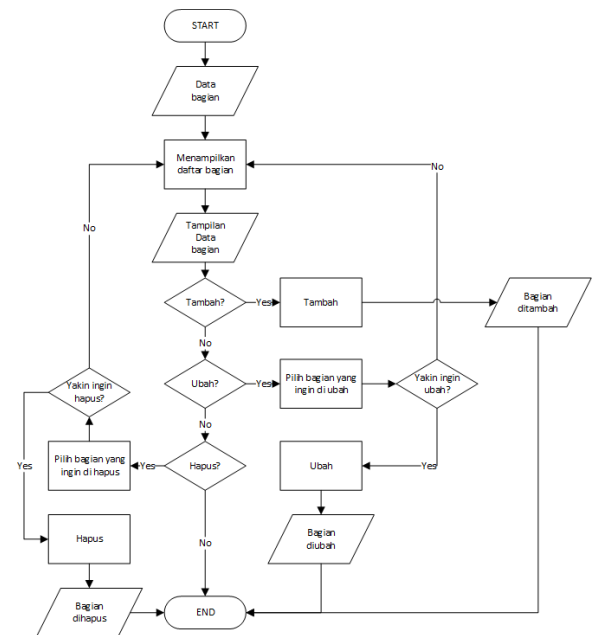 START
Data
bagian
Menampilkan
daftar bagian
No
No
Tampilan
Data
bagian
Tambah?
Yes
Tambah
Bagian
ditambah
No
Yakin ingin
hapus?
Ubah?
Yes
Pilih bagian yang
ingin di ubah
Yakin ingin
ubah?
No
Yes
Pilih bagian yang
ingin di hapus
Yes
Hapus?
Ubah
Yes
Hapus
No
Bagian
diubah
Bagian
dihapus
END